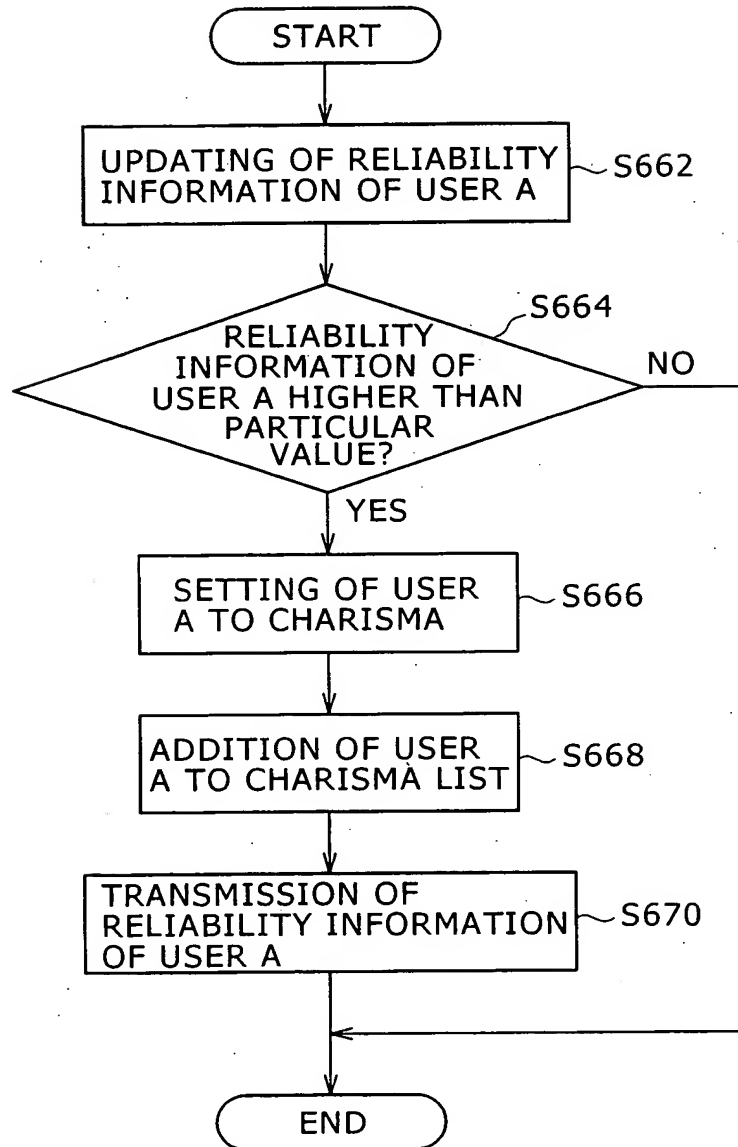 START
UPDATING OF RELIABILITY
INFORMATION OF USER A
S662
S664
RELIABILITY
INFORMATION OF
USER A HIGHER THAN
PARTICULAR
VALUE?
NO
YES
SETTING OF USER
A TO CHARISMA
S666
ADDITION OF USER
A TO CHARISMA LIST
S668
TRANSMISSION OF
RELIABILITY INFORMATION
OF USER A
S670
END